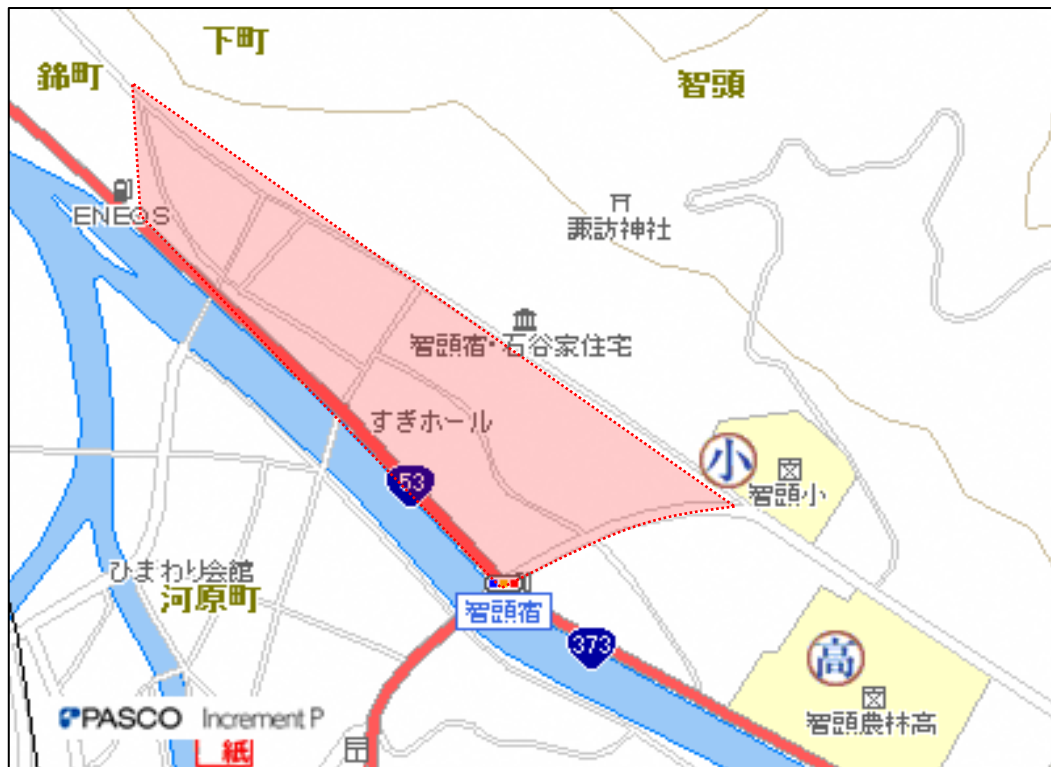 下町
錦町
智頭
ENEOS
諏訪神社
智頭宿・石谷家住宅
すぎホール
53
小
智頭小
ひまわり会館
河原町
智頭宿
373
高
智頭農林高
PASCO Increment P
紙